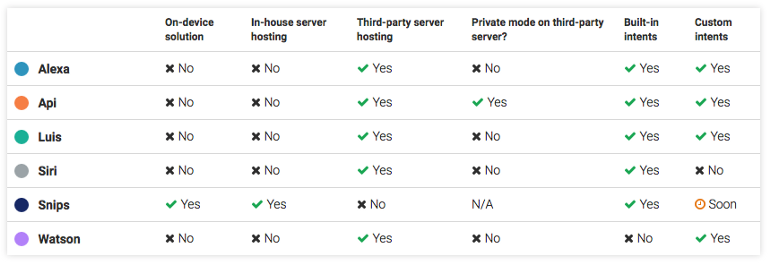 On-device solution In-house server hosting Third-party server hosting Private mode on third-party server? Built-in intents Custom intents
Alexa No No Yes No Yes Yes
Api No No Yes Yes Yes Yes
Luis No No Yes No Yes Yes
Siri No No Yes No Yes No
Snips Yes Yes No N/A Yes Soon
Watson No No Yes No No Yes